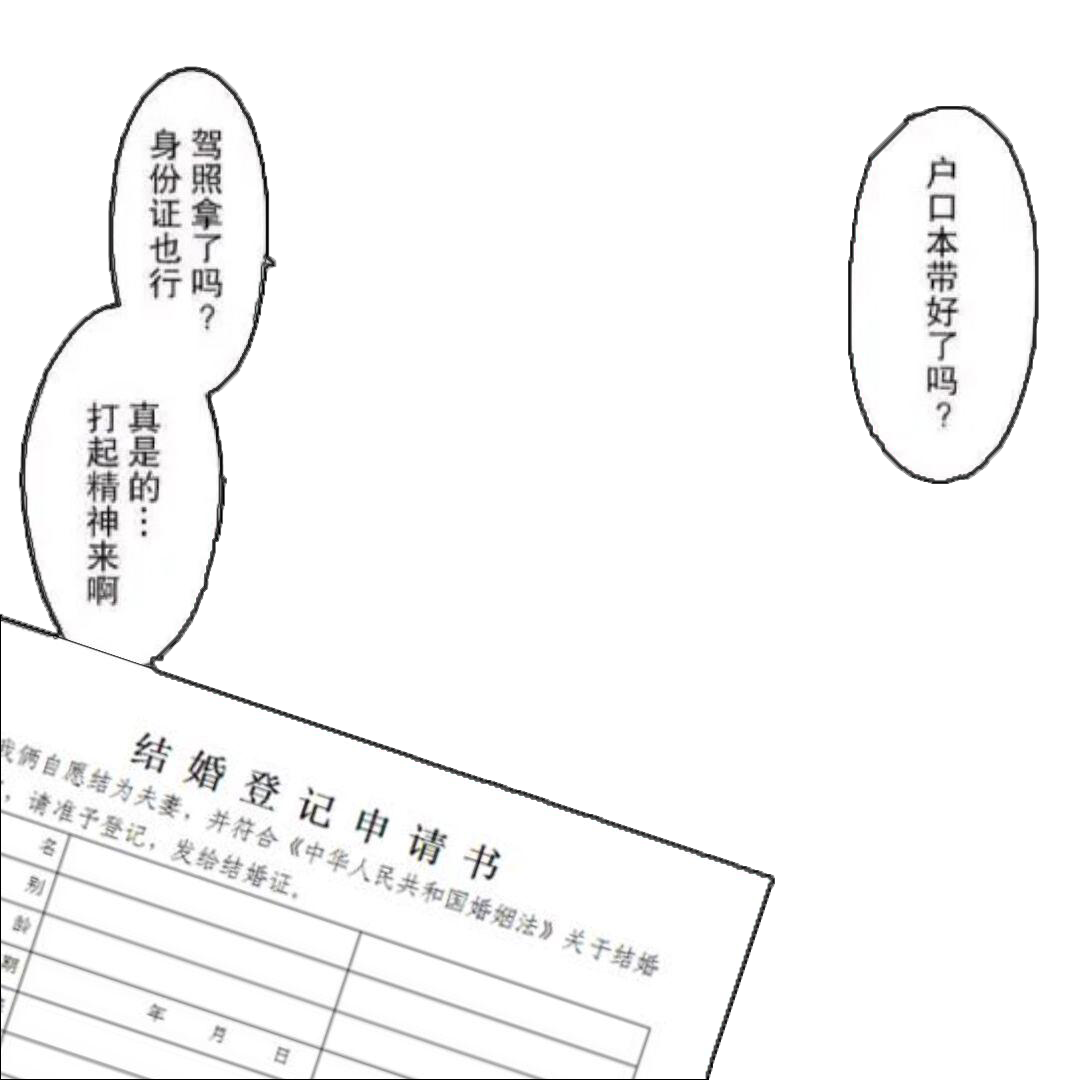 户口本带好了吗？
驾照拿了吗？
身份证也行
真是的…
打起精神来啊
结婚登记申请书
我俩自愿结为夫妻，并符合《中华人民共和国婚姻法》关于结婚
，请准予登记，发给结婚证。
名
别
龄
期
年 月 日